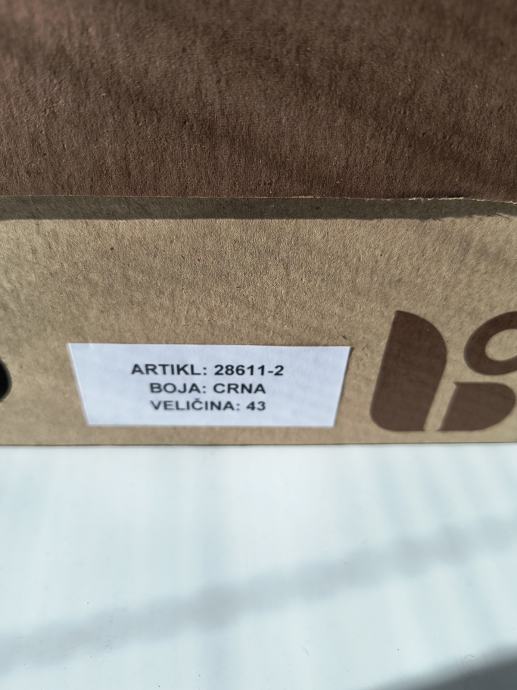 ARTIKL: 28611-2
BOJA: CRNA
VELIČINA: 43